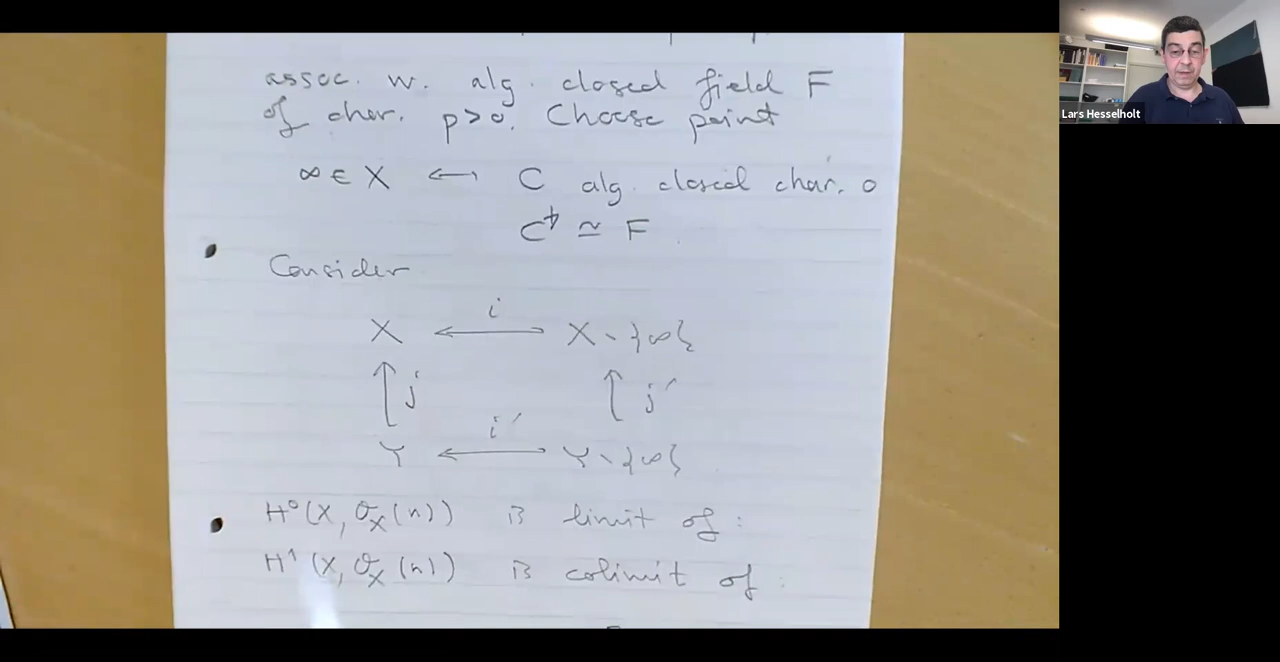 assoc. w. alg. closed field F
of char. p>0. Choose point
∞ ∈ X ↔ C alg. closed char. 0
C♭ ≃ F.
Consider
X ← i X \ {∞}
↑ j ↑ j′
Y ← i′ Y \ {∞}
H⁰(X, O_X(n)) is limit of :
H¹(X, O_X(n)) is colimit of :
Lars Hesselholt